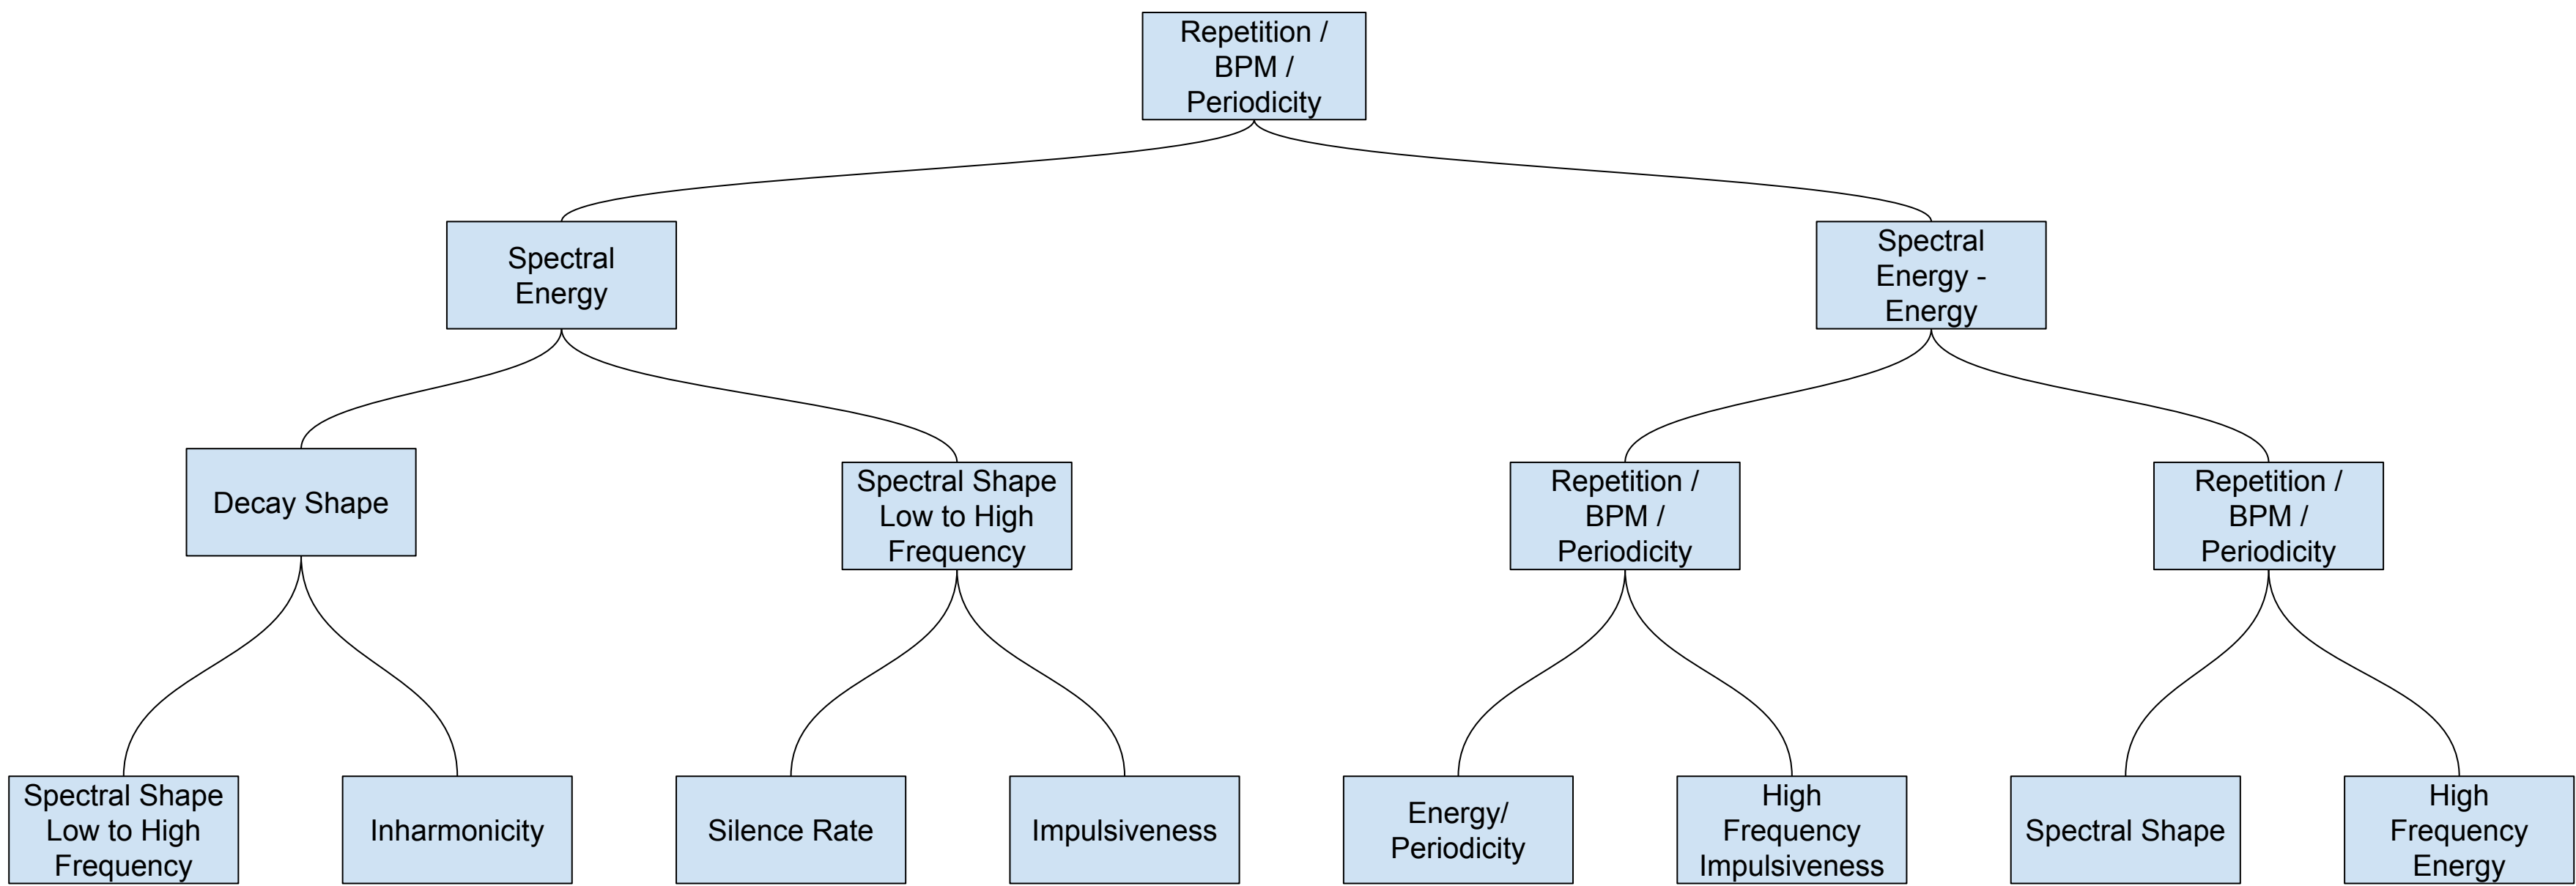 Repetition /
BPM /
Periodicity
Spectral
Energy
Spectral
Energy -
Energy
Decay Shape
Spectral Shape
Low to High
Frequency
Repetition /
BPM /
Periodicity
Repetition /
BPM /
Periodicity
Spectral Shape
Low to High
Frequency
Inharmonicity
Silence Rate
Impulsiveness
Energy/
Periodicity
High
Frequency
Impulsiveness
Spectral Shape
High
Frequency
Energy